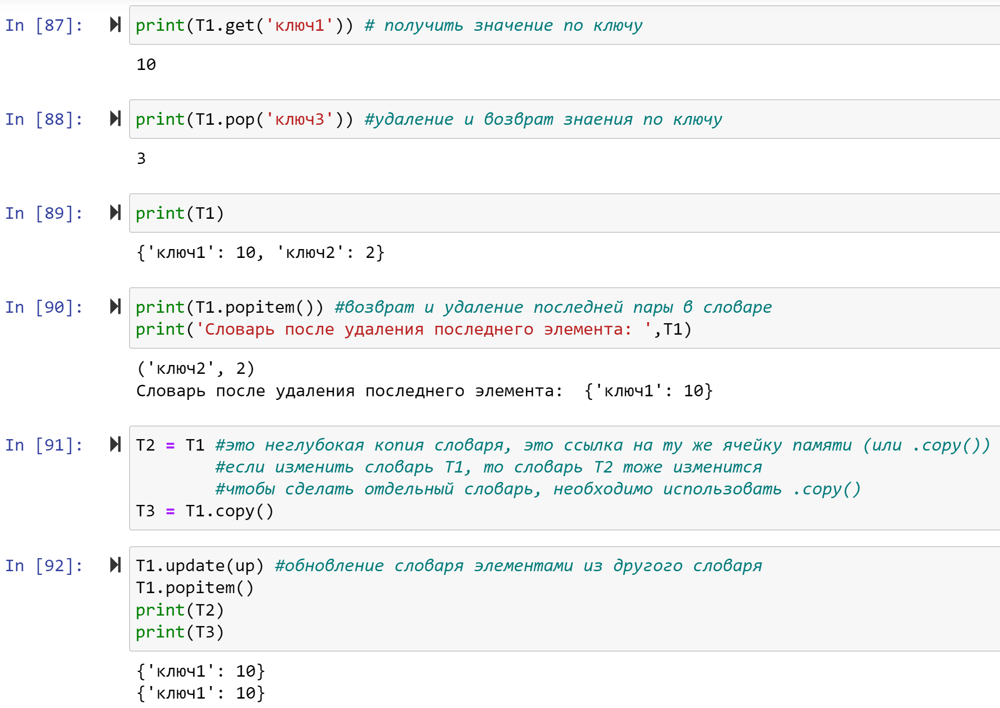 In [87]: print(T1.get('ключ1')) # получить значение по ключу
10
In [88]: print(T1.pop('ключ3')) #удаление и возврат знаения по ключу
3
In [89]: print(T1)
{'ключ1': 10, 'ключ2': 2}
In [90]: print(T1.popitem()) #возврат и удаление последней пары в словаре
print('Словарь после удаления последнего элемента: ',T1)
('ключ2', 2)
Словарь после удаления последнего элемента:  {'ключ1': 10}
In [91]: T2 = T1 #это неглубокая копия словаря, это ссылка на ту же ячейку памяти (или .copy())
#если изменить словарь T1, то словарь T2 тоже изменится
#чтобы сделать отдельный словарь, необходимо использовать .copy()
T3 = T1.copy()
In [92]: T1.update(up) #обновление словаря элементами из другого словаря
T1.popitem()
print(T2)
print(T3)
{'ключ1': 10}
{'ключ1': 10}